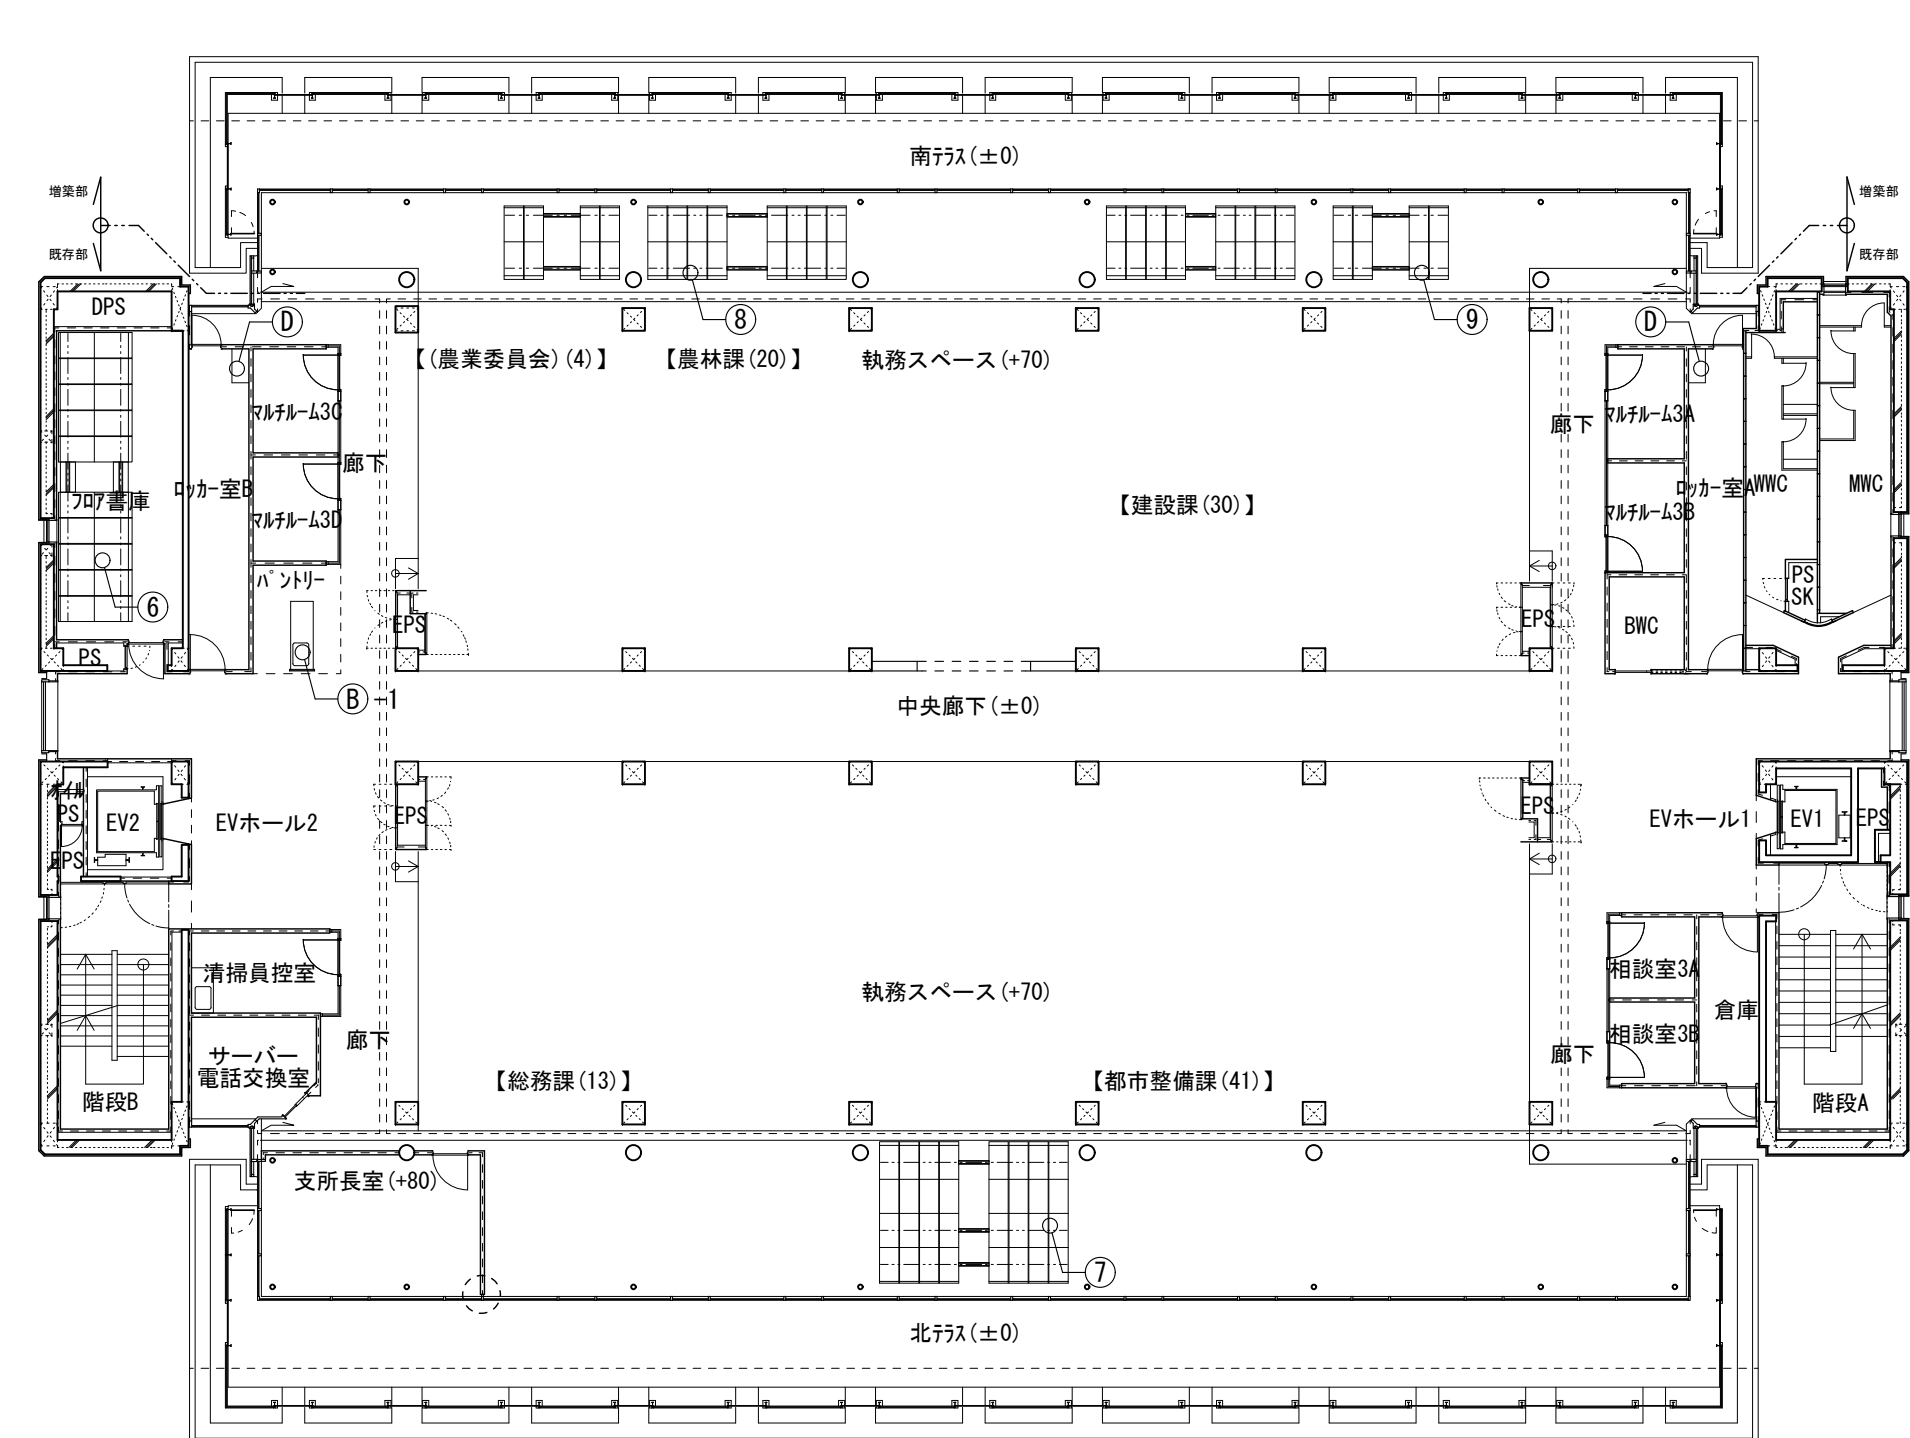 南ﾃﾗｽ(±0)
増築部
既存部
増築部
既存部
DPS
D
8
9
D
【(農業委員会)(4)】
【農林課(20)】
執務スペース(+70)
ﾏﾙﾁﾙｰﾑ3C
廊下
ﾏﾙﾁﾙｰﾑ3A
廊下
ﾌﾛｱ書庫
ﾛｯｶｰ室B
ﾏﾙﾁﾙｰﾑ3D
【建設課(30)】
ﾏﾙﾁﾙｰﾑ3B
ﾛｯｶｰ室A
WWC
MWC
ﾊﾟﾝﾄﾘｰ
6
PS
SK
EPS
EPS
BWC
PS
B-1
中央廊下(±0)
PS
EPS
EV2
EVホール2
EPS
EPS
EVホール1
EV1
EPS
清掃員控室
執務スペース(+70)
相談室3A
倉庫
相談室3B
廊下
廊下
サーバー
電話交換室
【総務課(13)】
【都市整備課(41)】
階段B
階段A
支所長室(+80)
7
北ﾃﾗｽ(±0)